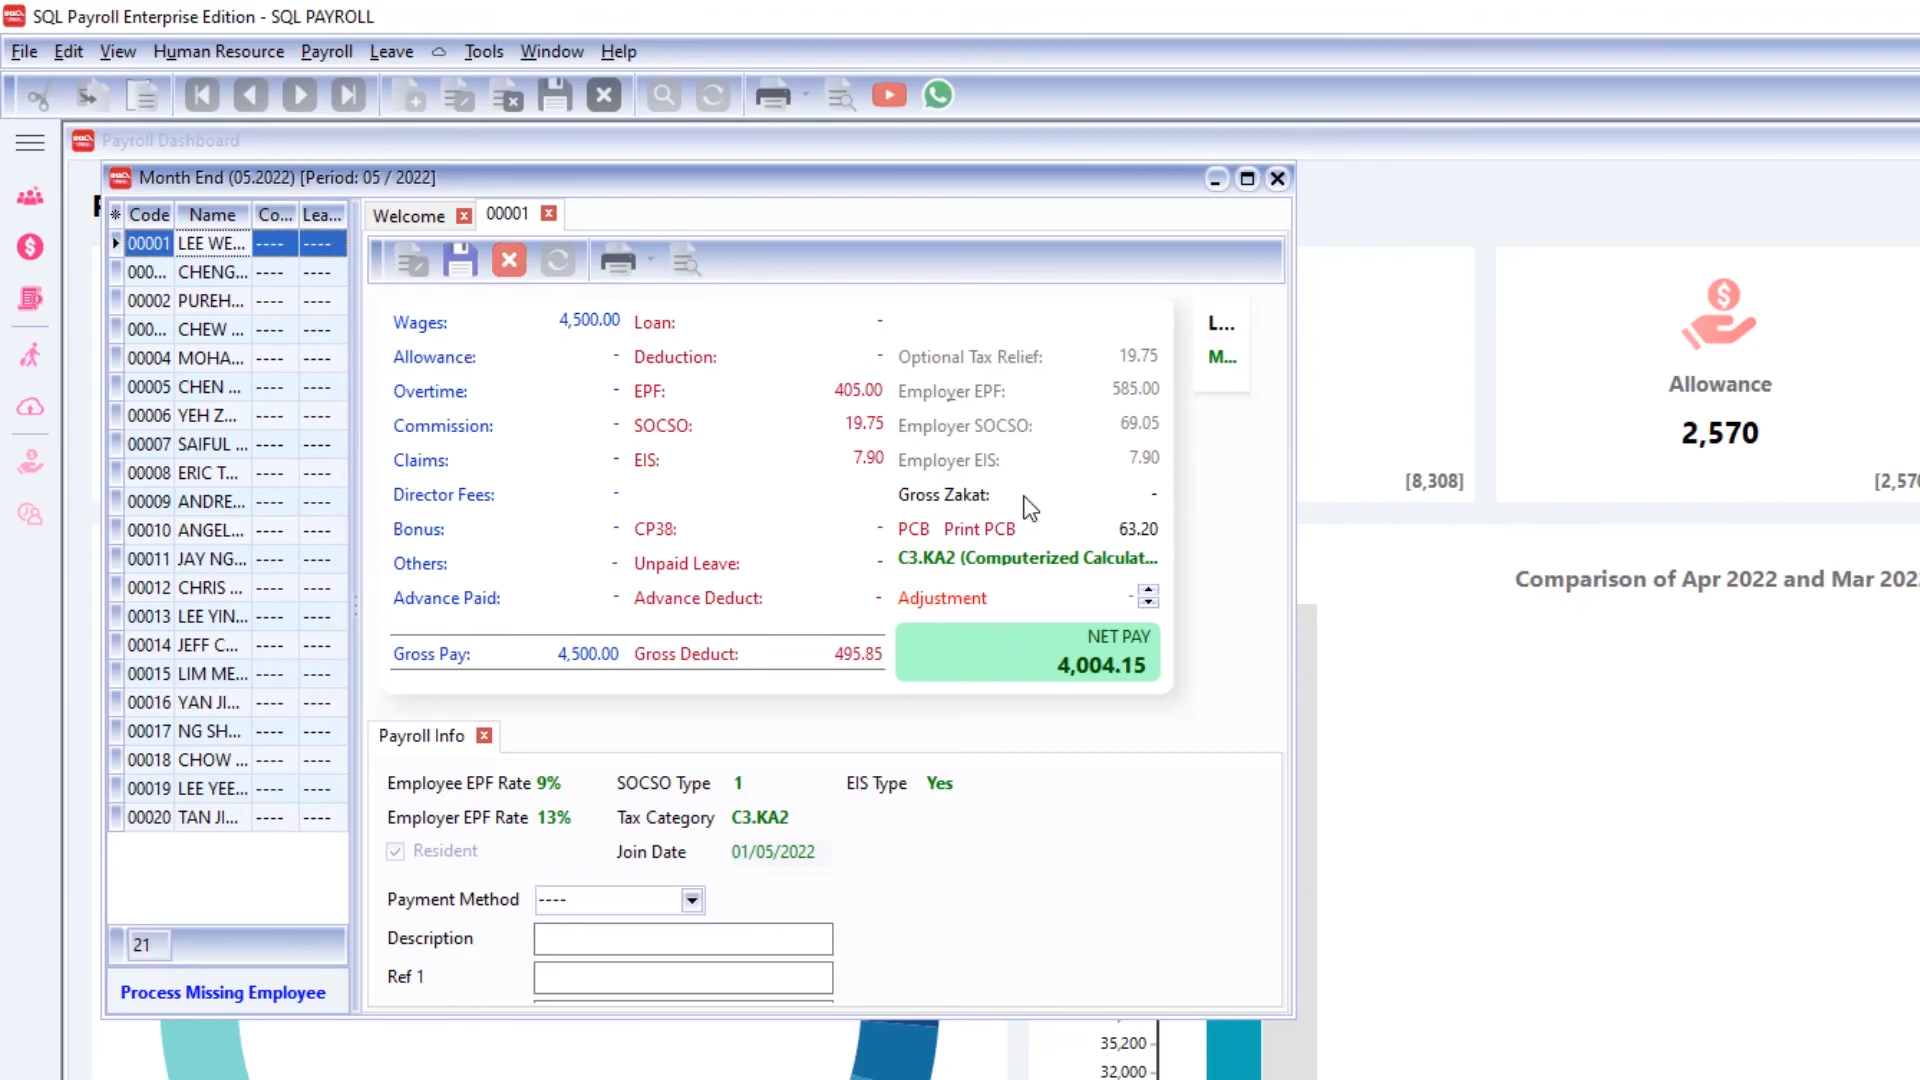 SQL Payroll Enterprise Edition - SQL PAYROLL
File Edit View Human Resource Payroll Leave Tools Window Help
Payroll Dashboard
Month End (05.2022) [Period: 05 / 2022]
Code Name Co... Lea...
00001 LEE WE... ---- ----
000... CHENG... ---- ----
00002 PUREH... ---- ----
000... CHEW ... ---- ----
00004 MOHA... ---- ----
00005 CHEN ... ---- ----
00006 YEH Z... ---- ----
00007 SAIFUL ... ---- ----
00008 ERIC T... ---- ----
00009 ANDRE... ---- ----
00010 ANGEL... ---- ----
00011 JAY NG... ---- ----
00012 CHRIS ... ---- ----
00013 LEE YIN... ---- ----
00014 JEFF C... ---- ----
00015 LIM ME... ---- ----
00016 YAN JI... ---- ----
00017 NG SH... ---- ----
00018 CHOW ... ---- ----
00019 LEE YEE... ---- ----
00020 TAN JI... ---- ----
21
Process Missing Employee
Welcome 00001
Wages: 4,500.00 Loan: -
Allowance: - Deduction: - Optional Tax Relief: 19.75
Overtime: - EPF: 405.00 Employer EPF: 585.00
Commission: - SOCSO: 19.75 Employer SOCSO: 69.05
Claims: - EIS: 7.90 Employer EIS: 7.90
Director Fees: - Gross Zakat: -
Bonus: - CP38: - PCB Print PCB 63.20
Others: - Unpaid Leave: - C3.KA2 (Computerized Calculat...
Advance Paid: - Advance Deduct: - Adjustment -
Gross Pay: 4,500.00 Gross Deduct: 495.85
NET PAY
4,004.15
L...
M...
Payroll Info
Employee EPF Rate 9% SOCSO Type 1 EIS Type Yes
Employer EPF Rate 13% Tax Category C3.KA2
Resident Join Date 01/05/2022
Payment Method ----
Description
Ref 1
[8,308]
Allowance
2,570
[2,570
Comparison of Apr 2022 and Mar 202
35,200
32,000